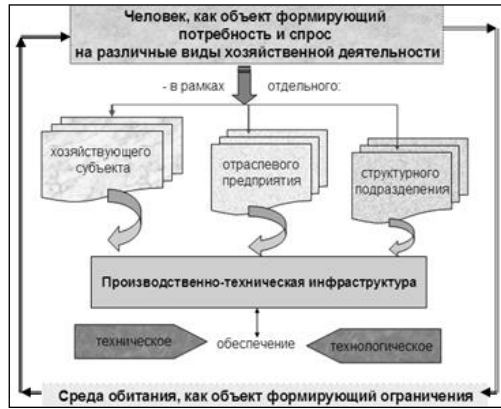 Человек, как объект формирующий
потребность и спрос
на различные виды хозяйственной деятельности
- в рамках отдельного:
хозяйствующего
субъекта
отраслевого
предприятия
структурного
подразделения
Производственно-техническая инфраструктура
техническое обеспечение технологическое
Среда обитания, как объект формирующий ограничения